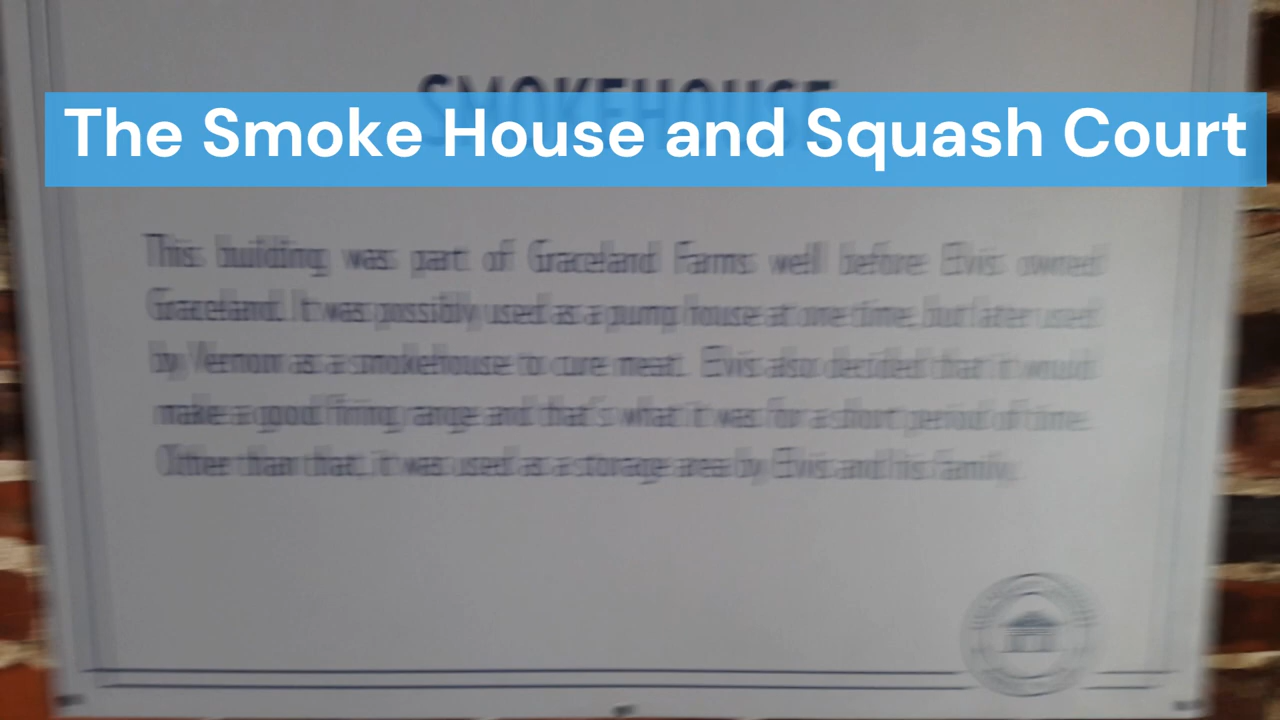 SMOKEHOUSE
The Smoke House and Squash Court
This building was part of Graceland Farms well before Elvis owned
Graceland. It was possibly used as a pump house at one time, but later used
by Vernon as a smokehouse to cure meat. Elvis also decided that it would
make a good firing range and that's what it was for a short period of time.
Other than that, it was used as a storage area by Elvis and his family.